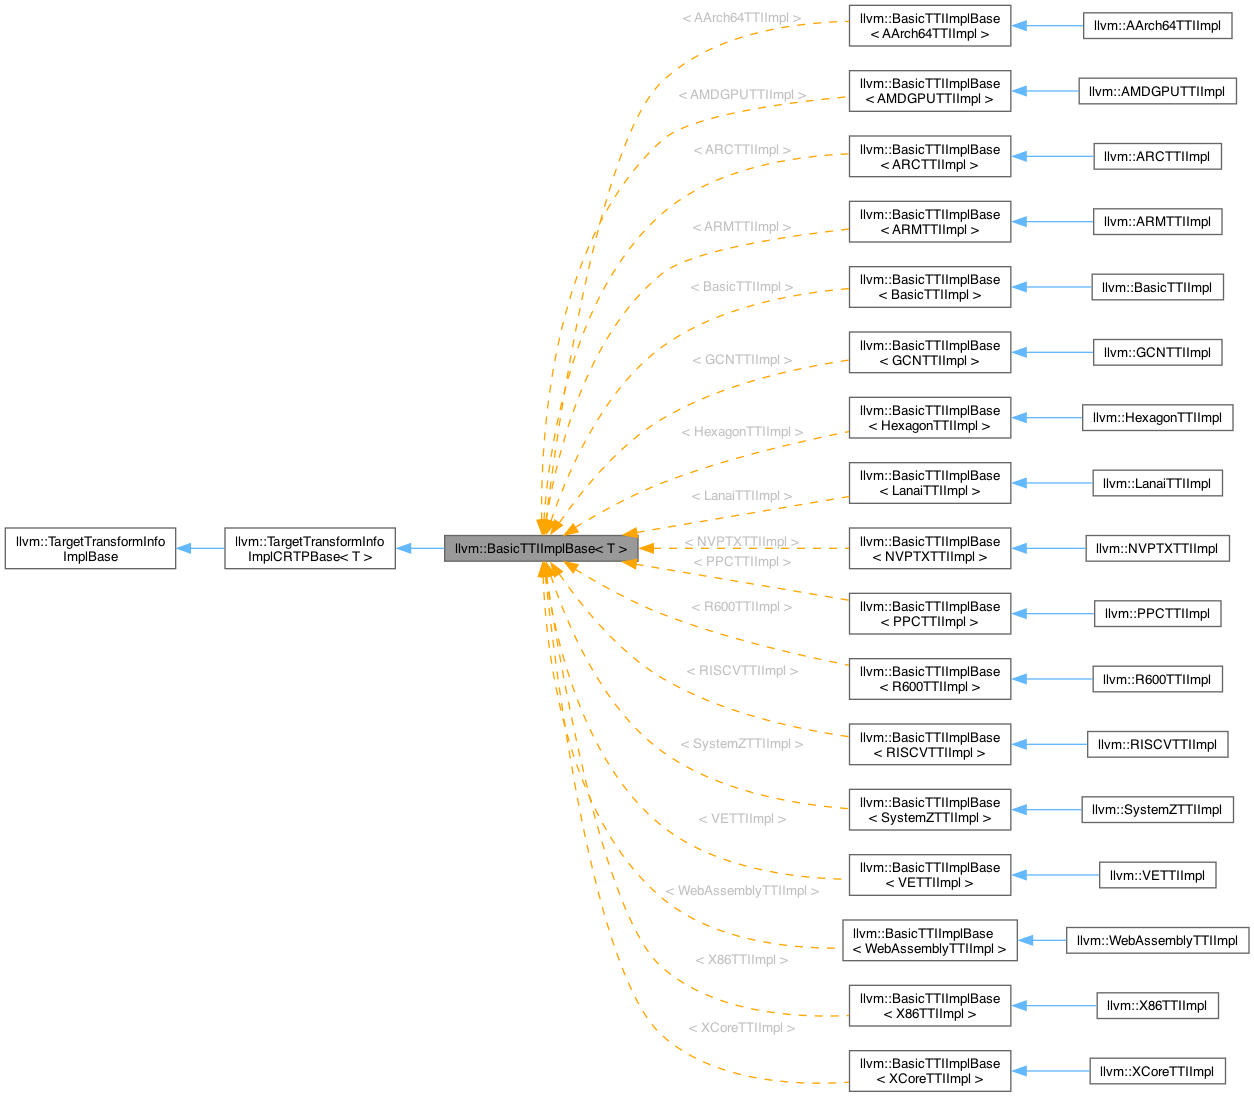 llvm::TargetTransformInfo
ImplBase
llvm::TargetTransformInfo
ImplCRTPBase< T >
llvm::BasicTTIImplBase< T >
< AArch64TTIImpl >
llvm::BasicTTIImplBase
< AArch64TTIImpl >
llvm::AArch64TTIImpl
< AMDGPUTTIImpl >
llvm::BasicTTIImplBase
< AMDGPUTTIImpl >
llvm::AMDGPUTTIImpl
< ARCTTIImpl >
llvm::BasicTTIImplBase
< ARCTTIImpl >
llvm::ARCTTIImpl
< ARMTTIImpl >
llvm::BasicTTIImplBase
< ARMTTIImpl >
llvm::ARMTTIImpl
< BasicTTIImpl >
llvm::BasicTTIImplBase
< BasicTTIImpl >
llvm::BasicTTIImpl
< GCNTTIImpl >
llvm::BasicTTIImplBase
< GCNTTIImpl >
llvm::GCNTTIImpl
< HexagonTTIImpl >
llvm::BasicTTIImplBase
< HexagonTTIImpl >
llvm::HexagonTTIImpl
< LanaiTTIImpl >
llvm::BasicTTIImplBase
< LanaiTTIImpl >
llvm::LanaiTTIImpl
< NVPTXTTIImpl >
llvm::BasicTTIImplBase
< NVPTXTTIImpl >
llvm::NVPTXTTIImpl
< PPCTTIImpl >
llvm::BasicTTIImplBase
< PPCTTIImpl >
llvm::PPCTTIImpl
< R600TTIImpl >
llvm::BasicTTIImplBase
< R600TTIImpl >
llvm::R600TTIImpl
< RISCVTTIImpl >
llvm::BasicTTIImplBase
< RISCVTTIImpl >
llvm::RISCVTTIImpl
< SystemZTTIImpl >
llvm::BasicTTIImplBase
< SystemZTTIImpl >
llvm::SystemZTTIImpl
< VETTIImpl >
llvm::BasicTTIImplBase
< VETTIImpl >
llvm::VETTIImpl
< WebAssemblyTTIImpl >
llvm::BasicTTIImplBase
< WebAssemblyTTIImpl >
llvm::WebAssemblyTTIImpl
< X86TTIImpl >
llvm::BasicTTIImplBase
< X86TTIImpl >
llvm::X86TTIImpl
< XCoreTTIImpl >
llvm::BasicTTIImplBase
< XCoreTTIImpl >
llvm::XCoreTTIImpl